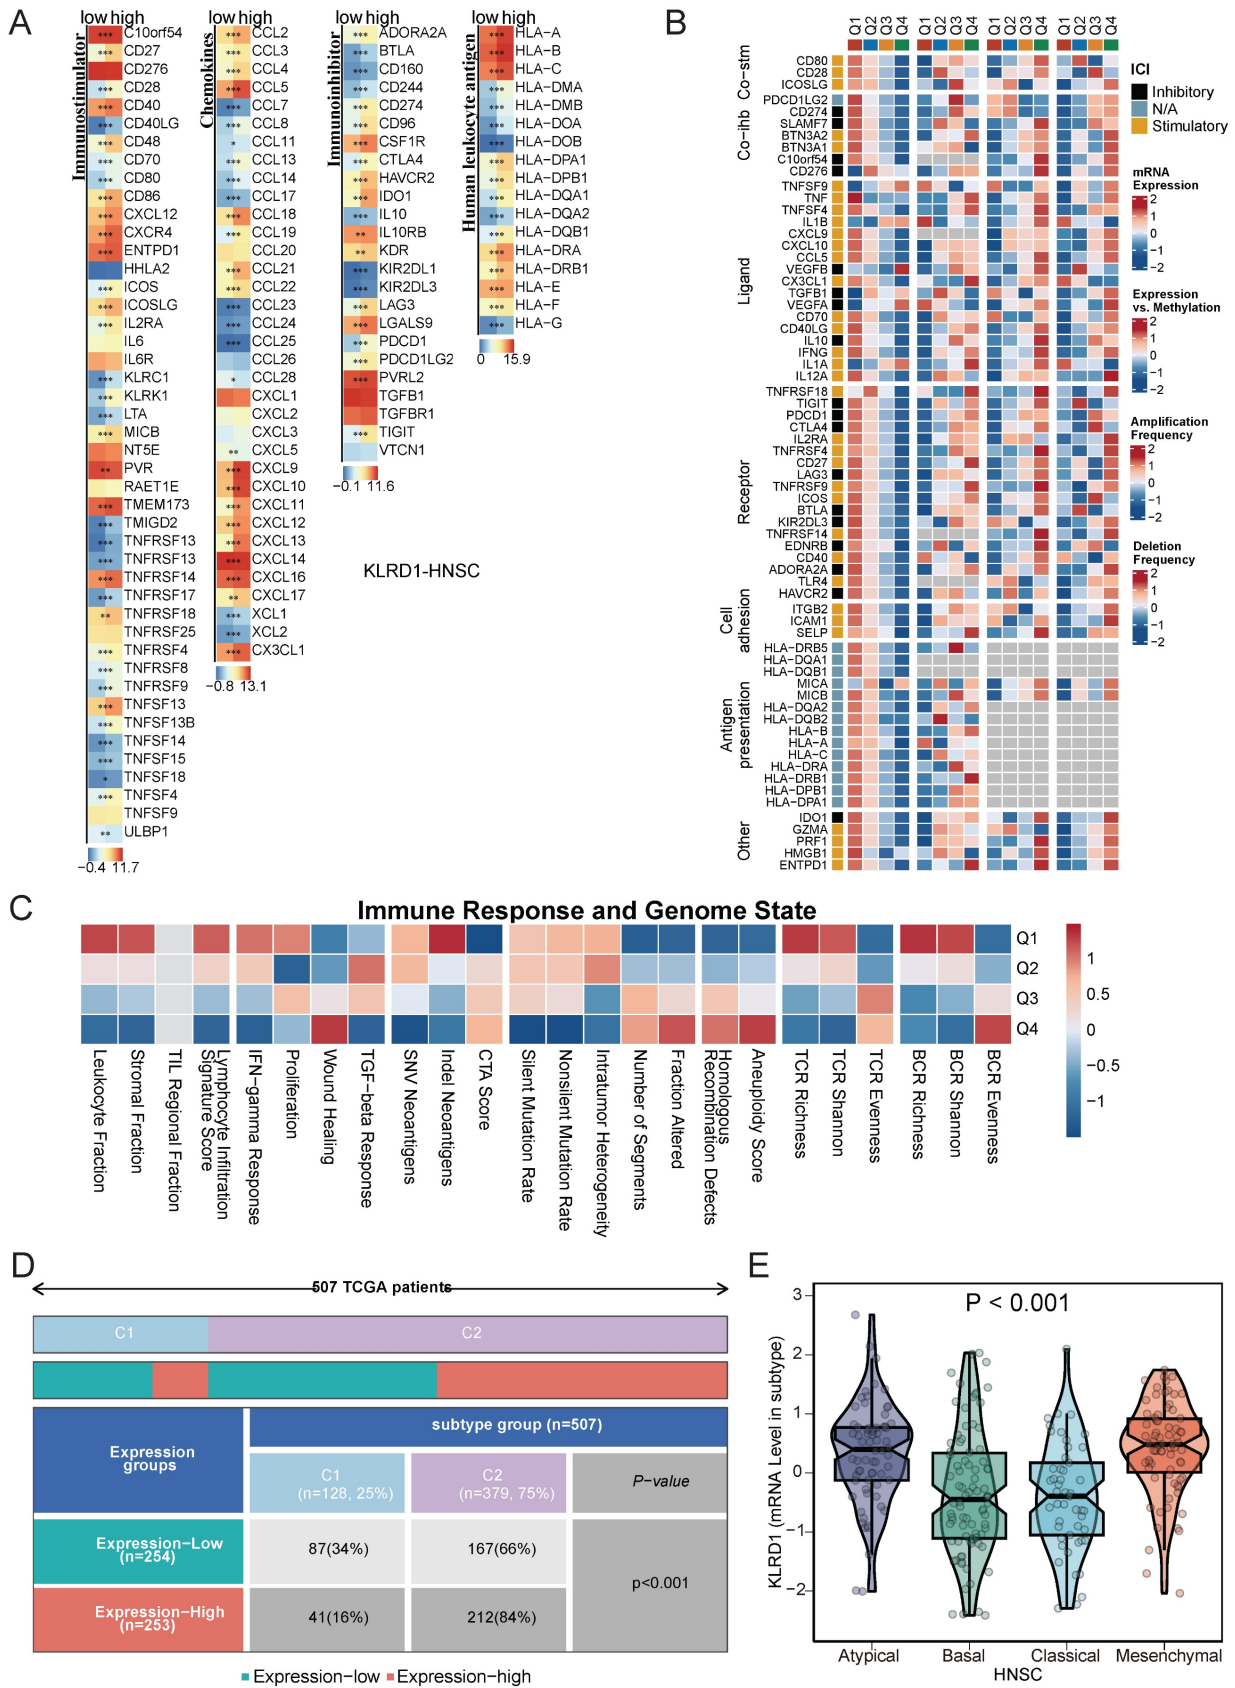 A
low high
Immunostimulator
C10orf54
CD27
CD276
CD28
CD40
CD40LG
CD48
CD70
CD80
CD86
CXCL12
CXCR4
ENTPD1
HHLA2
ICOS
ICOSLG
IL2RA
IL6
IL6R
KLRC1
KLRK1
LTA
MICB
NT5E
PVR
RAET1E
TMEM173
TMIGD2
TNFRSF13
TNFRSF13
TNFRSF14
TNFRSF17
TNFRSF18
TNFRSF25
TNFRSF4
TNFRSF8
TNFRSF9
TNFSF13
TNFSF13B
TNFSF14
TNFSF15
TNFSF18
TNFSF4
TNFSF9
ULBP1
−0.4 11.7
low high
Chemokines
CCL2
CCL3
CCL4
CCL5
CCL7
CCL8
CCL11
CCL13
CCL14
CCL17
CCL18
CCL19
CCL20
CCL21
CCL22
CCL23
CCL24
CCL25
CCL26
CCL28
CXCL1
CXCL2
CXCL3
CXCL5
CXCL9
CXCL10
CXCL11
CXCL12
CXCL13
CXCL14
CXCL16
CXCL17
XCL1
XCL2
CX3CL1
−0.8 13.1
low high
Immunoinhibitor
ADORA2A
BTLA
CD160
CD244
CD274
CD96
CSF1R
CTLA4
HAVCR2
IDO1
IL10
IL10RB
KDR
KIR2DL1
KIR2DL3
LAG3
LGALS9
PDCD1
PDCD1LG2
PVRL2
TGFB1
TGFBR1
TIGIT
VTCN1
−0.1 11.6
low high
Human leukocyte antigen
HLA−A
HLA−B
HLA−C
HLA−DMA
HLA−DMB
HLA−DOA
HLA−DOB
HLA−DPA1
HLA−DPB1
HLA−DQA1
HLA−DQA2
HLA−DQB1
HLA−DRA
HLA−DRB1
HLA−E
HLA−F
HLA−G
0 15.9
KLRD1-HNSC
B
Q1 Q2 Q3 Q4 Q1 Q2 Q3 Q4 Q1 Q2 Q3 Q4 Q1 Q2 Q3 Q4
Co−stm
CD80
CD28
ICOSLG
Co−ihb
PDCD1LG2
CD274
SLAMF7
BTN3A2
BTN3A1
C10orf54
CD276
Ligand
TNFSF9
TNF
TNFSF4
IL1B
CXCL9
CXCL10
CCL5
VEGFB
CX3CL1
TGFB1
VEGFA
CD70
CD40LG
IL10
IFNG
IL1A
IL12A
Receptor
TNFRSF18
TIGIT
PDCD1
CTLA4
IL2RA
TNFRSF4
CD27
LAG3
TNFRSF9
ICOS
BTLA
KIR2DL3
TNFRSF14
EDNRB
CD40
ADORA2A
TLR4
HAVCR2
Cell
adhesion
ITGB2
ICAM1
SELP
Antigen
presentation
HLA−DRB5
HLA−DQA1
HLA−DQB1
MICA
MICB
HLA−DQA2
HLA−DQB2
HLA−B
HLA−A
HLA−C
HLA−DRA
HLA−DRB1
HLA−DPB1
HLA−DPA1
Other
IDO1
GZMA
PRF1
HMGB1
ENTPD1
ICI
Inhibitory
N/A
Stimulatory
mRNA
Expression
2
1
0
−1
−2
Expression
vs. Methylation
2
1
0
−1
−2
Amplification
Frequency
2
1
0
−1
−2
Deletion
Frequency
2
1
0
−1
−2
C
Immune Response and Genome State
Q1
Q2
Q3
Q4
1
0.5
0
−0.5
−1
Leukocyte Fraction
Stromal Fraction
TIL Regional Fraction
Lymphocyte Infiltration
Signature Score
IFN−gamma Response
Proliferation
Wound Healing
TGF−beta Response
SNV Neoantigens
Indel Neoantigens
CTA Score
Silent Mutation Rate
Nonsilent Mutation Rate
Intratumor Heterogeneity
Number of Segments
Fraction Altered
Homologous
Recombination Defects
Aneuploidy Score
TCR Richness
TCR Shannon
TCR Evenness
BCR Richness
BCR Shannon
BCR Evenness
D
507 TCGA patients
C1 C2
Expression
groups
subtype group (n=507)
C1
(n=128, 25%)
C2
(n=379, 75%)
P−value
Expression−Low
(n=254)
87(34%) 167(66%)
p<0.001
Expression−High
(n=253)
41(16%) 212(84%)
Expression−low Expression−high
E
P < 0.001
KLRD1 (mRNA Level in subtype)
3
2
1
0
−1
−2
Atypical Basal Classical Mesenchymal
HNSC